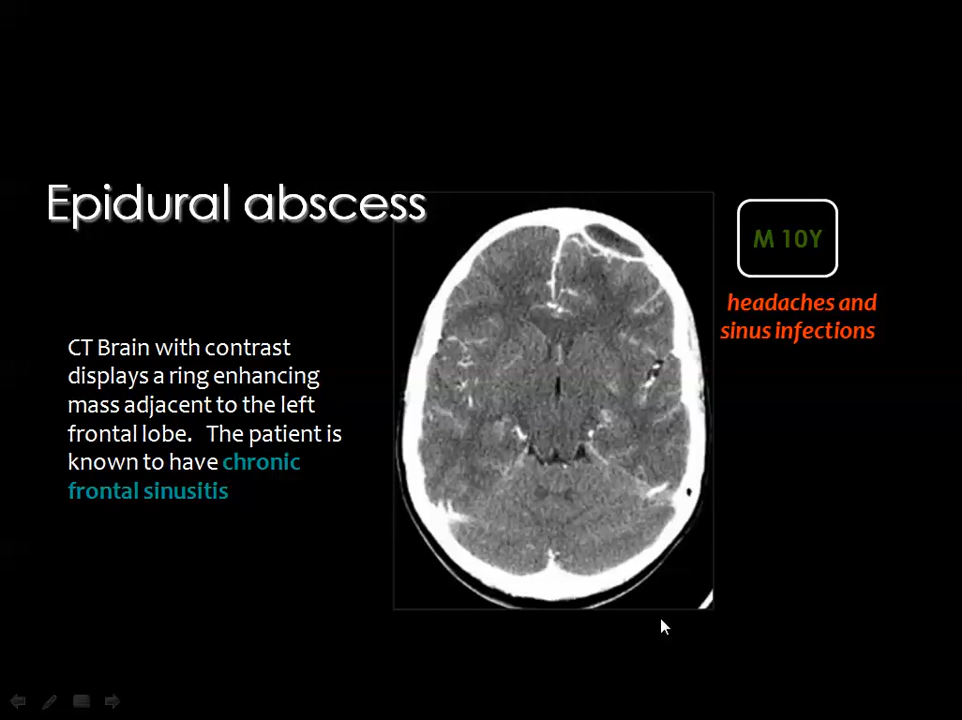 Epidural abscess
M 10Y
headaches and
sinus infections
CT Brain with contrast
displays a ring enhancing
mass adjacent to the left
frontal lobe.   The patient is
known to have chronic
frontal sinusitis